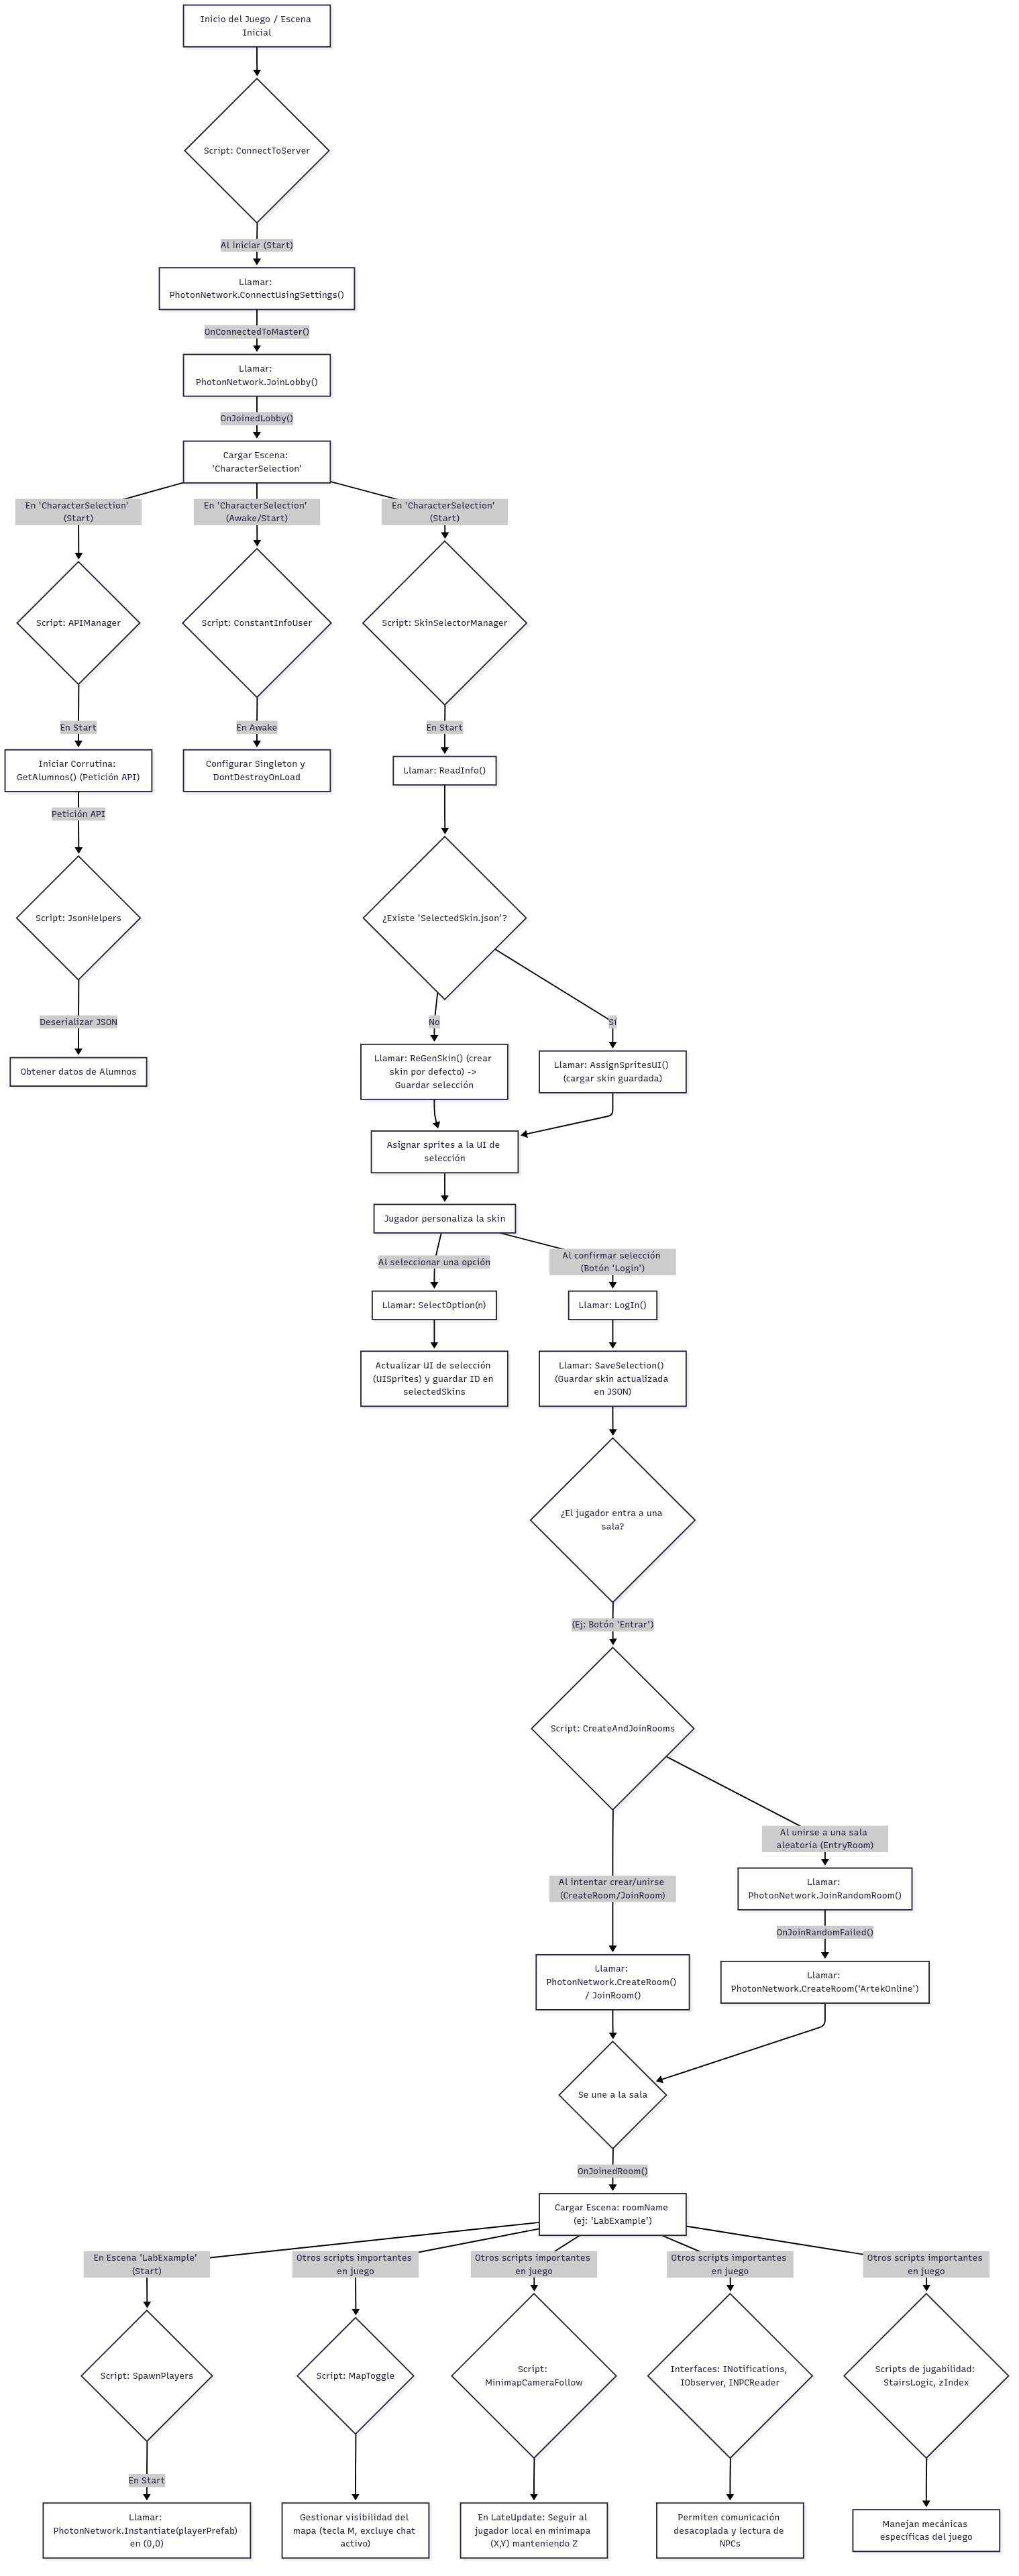 Inicio del Juego / Escena
Inicial
Script: ConnectToServer
Al iniciar (Start)
Llamar:
PhotonNetwork.ConnectUsingSettings()
OnConnectedToMaster()
Llamar:
PhotonNetwork.JoinLobby()
OnJoinedLobby()
Cargar Escena:
'CharacterSelection'
En 'CharacterSelection'
(Start)
En 'CharacterSelection'
(Awake/Start)
En 'CharacterSelection'
(Start)
Script: APIManager
Script: ConstantInfoUser
Script: SkinSelectorManager
En Start
En Awake
En Start
Iniciar Corrutina:
GetAlumnos() (Petición API)
Configurar Singleton y
DontDestroyOnLoad
Llamar: ReadInfo()
Petición API
Script: JsonHelpers
¿Existe 'SelectedSkin.json'?
Deserializar JSON
No
Sí
Obtener datos de Alumnos
Llamar: ReGenSkin() (crear
skin por defecto) ->
Guardar selección
Llamar: AssignSpritesUI()
(cargar skin guardada)
Asignar sprites a la UI de
selección
Jugador personaliza la skin
Al seleccionar una opción
Al confirmar selección
(Botón 'Login')
Llamar: SelectOption(n)
Llamar: LogIn()
Actualizar UI de selección
(UISprites) y guardar ID en
selectedSkins
Llamar: SaveSelection()
(Guardar skin actualizada
en JSON)
¿El jugador entra a una
sala?
(Ej: Botón 'Entrar')
Script: CreateAndJoinRooms
Al unirse a una sala
aleatoria (EntryRoom)
Al intentar crear/unirse
(CreateRoom/JoinRoom)
Llamar:
PhotonNetwork.JoinRandomRoom()
OnJoinRandomFailed()
Llamar:
PhotonNetwork.CreateRoom()
/ JoinRoom()
Llamar:
PhotonNetwork.CreateRoom('ArtekOnline')
Se une a la sala
OnJoinedRoom()
Cargar Escena: roomName
(ej: 'LabExample')
En Escena 'LabExample'
(Start)
Otros scripts importantes
en juego
Otros scripts importantes
en juego
Otros scripts importantes
en juego
Otros scripts importantes
en juego
Script: SpawnPlayers
Script: MapToggle
Script:
MinimapCameraFollow
Interfaces: INotifications,
IObserver, INPCReader
Scripts de jugabilidad:
StairsLogic, zIndex
En Start
Llamar:
PhotonNetwork.Instantiate(playerPrefab)
en (0,0)
Gestionar visibilidad del
mapa (tecla M, excluye chat
activo)
En LateUpdate: Seguir al
jugador local en minimapa
(X,Y) manteniendo Z
Permiten comunicación
desacoplada y lectura de
NPCs
Manejan mecánicas
específicas del juego